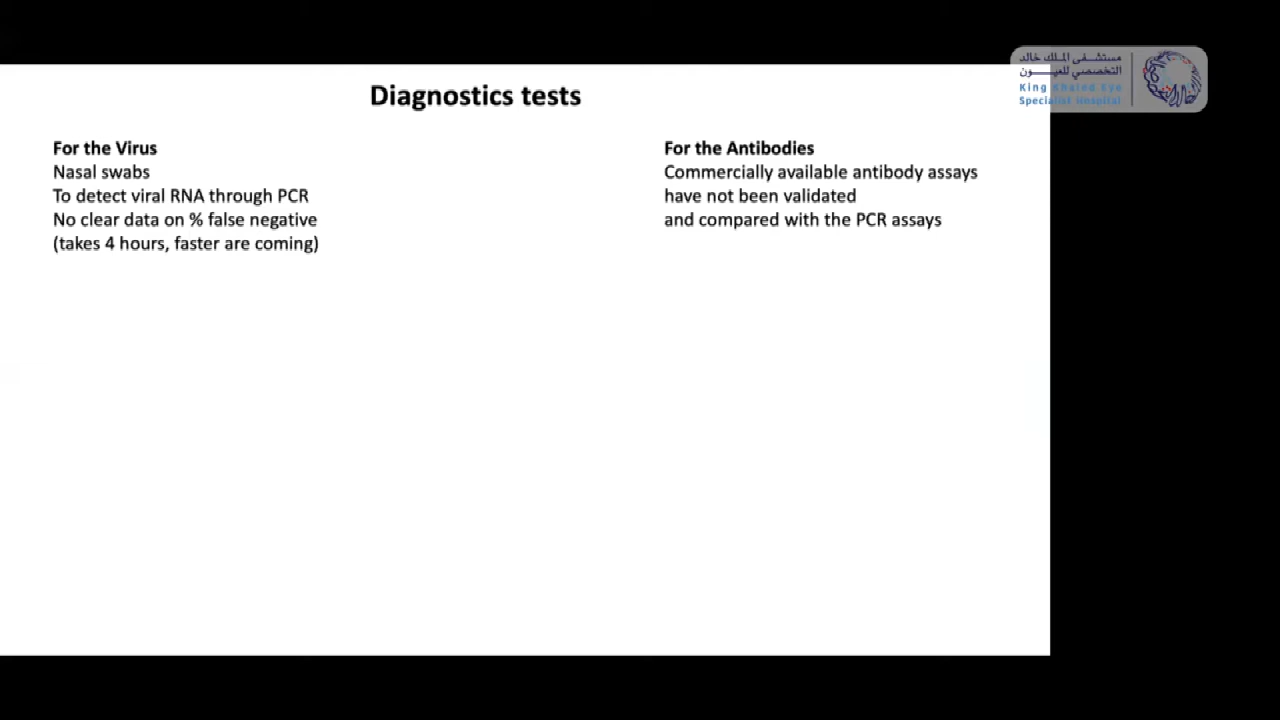 مستشفى الملك خالد
التخصصي للعيون
King Khaled Eye
Specialist Hospital
Diagnostics tests
For the Virus
Nasal swabs
To detect viral RNA through PCR
No clear data on % false negative
(takes 4 hours, faster are coming)
For the Antibodies
Commercially available antibody assays
have not been validated
and compared with the PCR assays